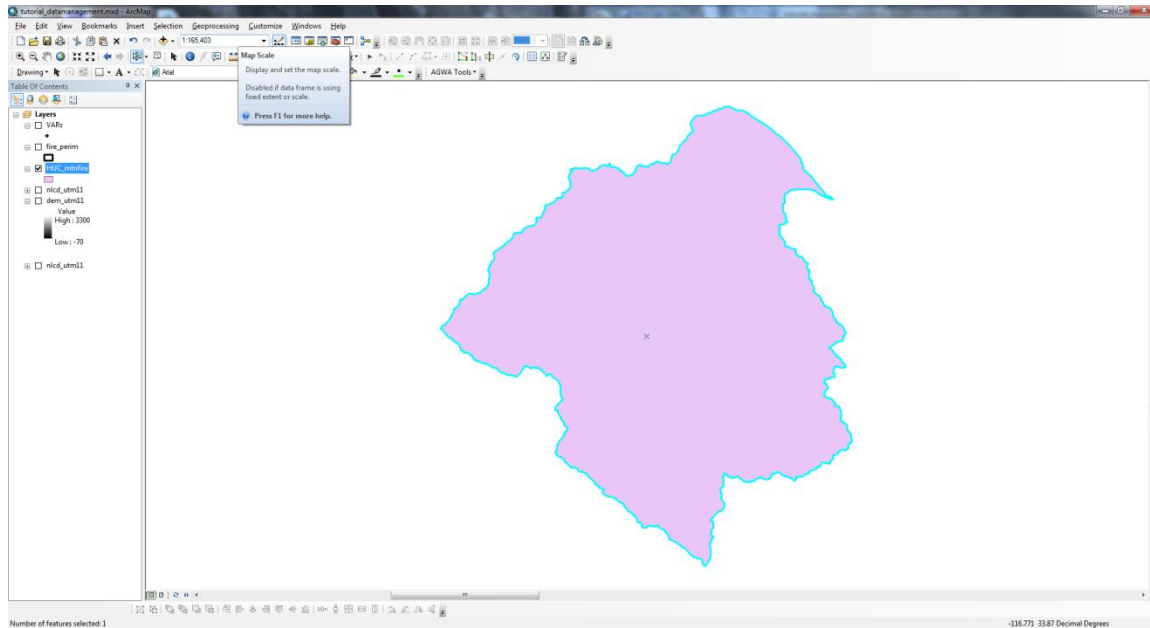 tutorial_datamanagement.mxd - ArcMap
File Edit View Bookmarks Insert Selection Geoprocessing Customize Windows Help
1:165,403
Drawing A Arial AGWA Tools
Map Scale
Display and set the map scale.
Disabled if data frame is using
fixed extent or scale.
Press F1 for more help.
Table Of Contents
Layers
VARs
fire_perim
HUC_mtnfire
nlcd_utm11
dem_utm11
Value
High : 3300
Low : -70
nlcd_utm11
Number of features selected: 1
-116.771 33.87 Decimal Degrees